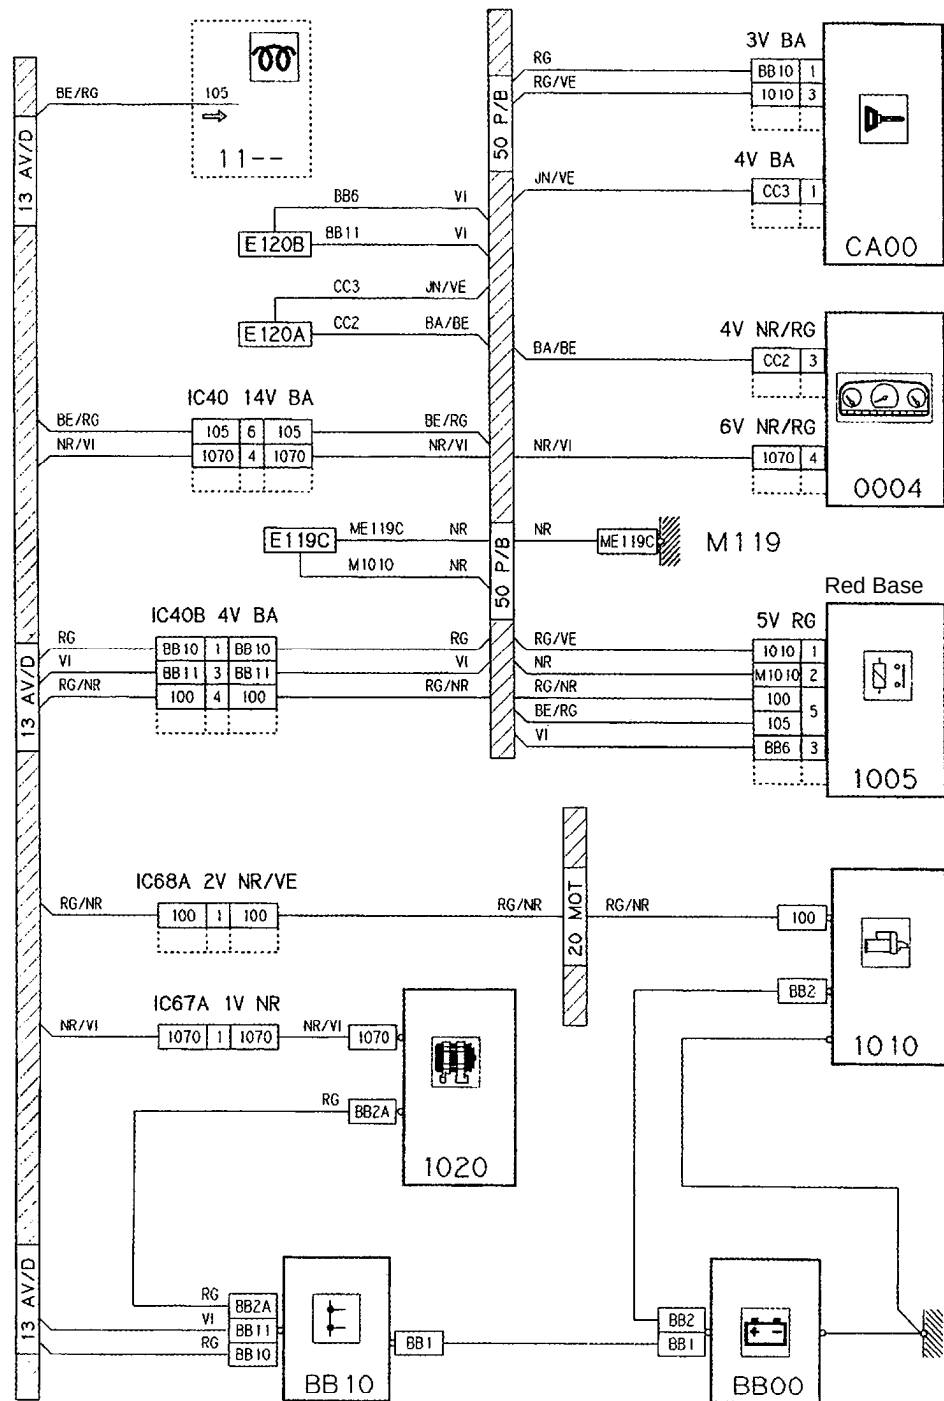 BE/RG
105
11--
13 AV/D
50 P/B
RG
RG/VE
3V BA
BB10 1
1010 3
4V BA
JN/VE
CC3 1
CA00
BB6 VI
E120B
BB11 VI
CC3 JN/VE
E120A
CC2 BA/BE
BA/BE
4V NR/RG
CC2 3
6V NR/RG
NR/VI
1070 4
0004
IC40 14V BA
BE/RG 105 6 105 BE/RG
NR/VI 1070 4 1070 NR/VI
E119C
ME119C NR
M1010 NR
NR
ME119C
M119
50 P/B
Red Base
IC40B 4V BA
13 AV/D
RG BB10 1 BB10 RG
VI BB11 3 BB11 VI
RG/NR 100 4 100 RG/NR
5V RG
RG/VE 1010 1
NR M1010 2
RG/NR 100
5
BE/RG 105
VI BB6 3
1005
IC68A 2V NR/VE
RG/NR 100 1 100 RG/NR
20 MOT
RG/NR 100
BB2
1010
IC67A 1V NR
NR/VI 1070 1 1070 NR/VI 1070
RG BB2A
1020
13 AV/D
RG BB2A
VI BB11
RG BB10
BB10
BB1
BB2
BB1
+ -
BB00